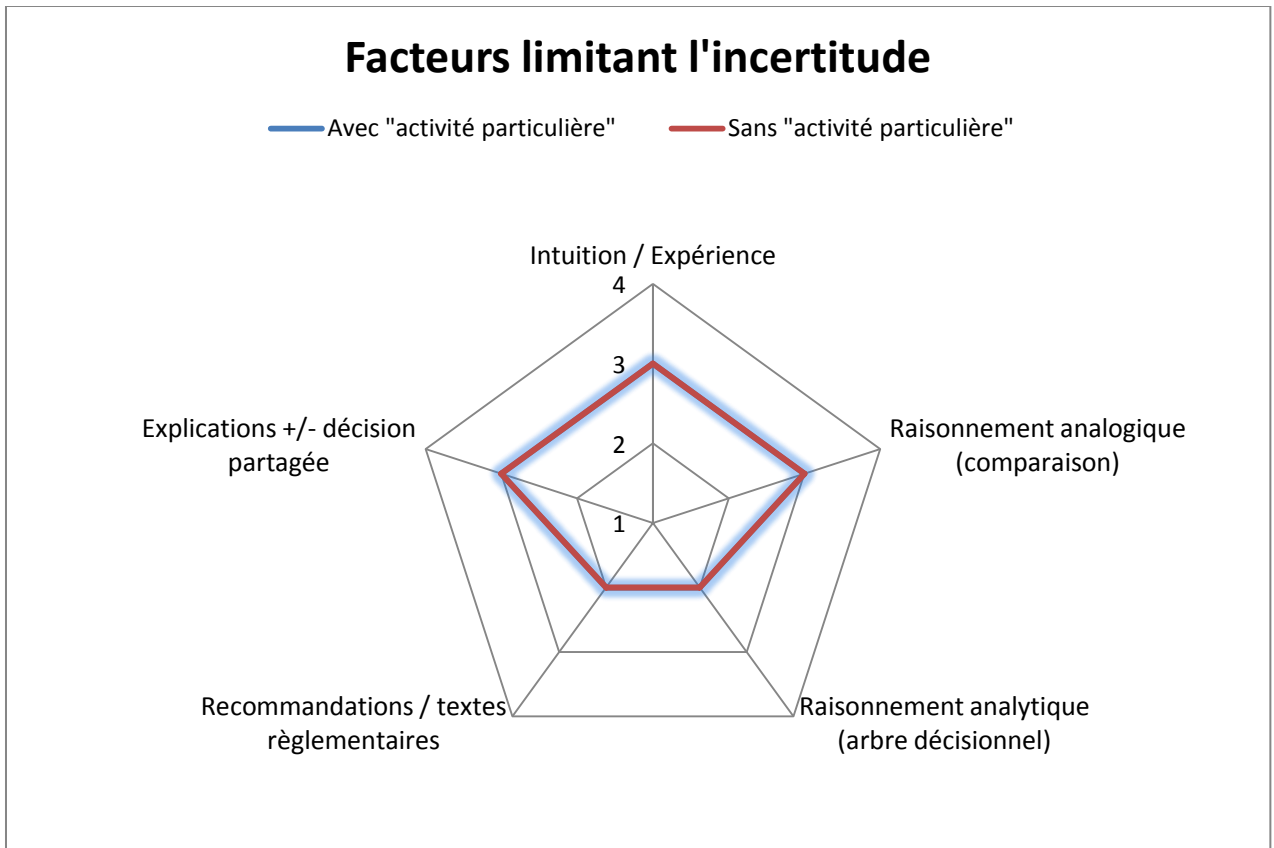 Facteurs limitant l'incertitude
Avec "activité particulière"
Sans "activité particulière"
Intuition / Expérience
4
3
2
1
Explications +/- décision
partagée
Raisonnement analogique
(comparaison)
Recommandations / textes
règlementaires
Raisonnement analytique
(arbre décisionnel)